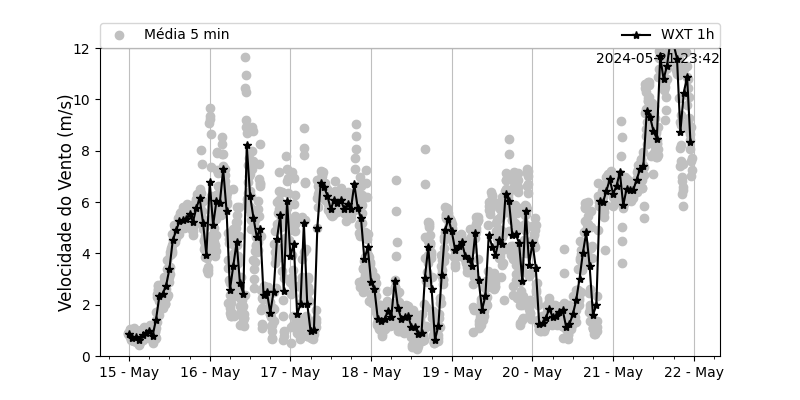 Média 5 min
WXT 1h
Velocidade do Vento (m/s)
12
10
8
6
4
2
0
15 - May
16 - May
17 - May
18 - May
19 - May
20 - May
21 - May
22 - May